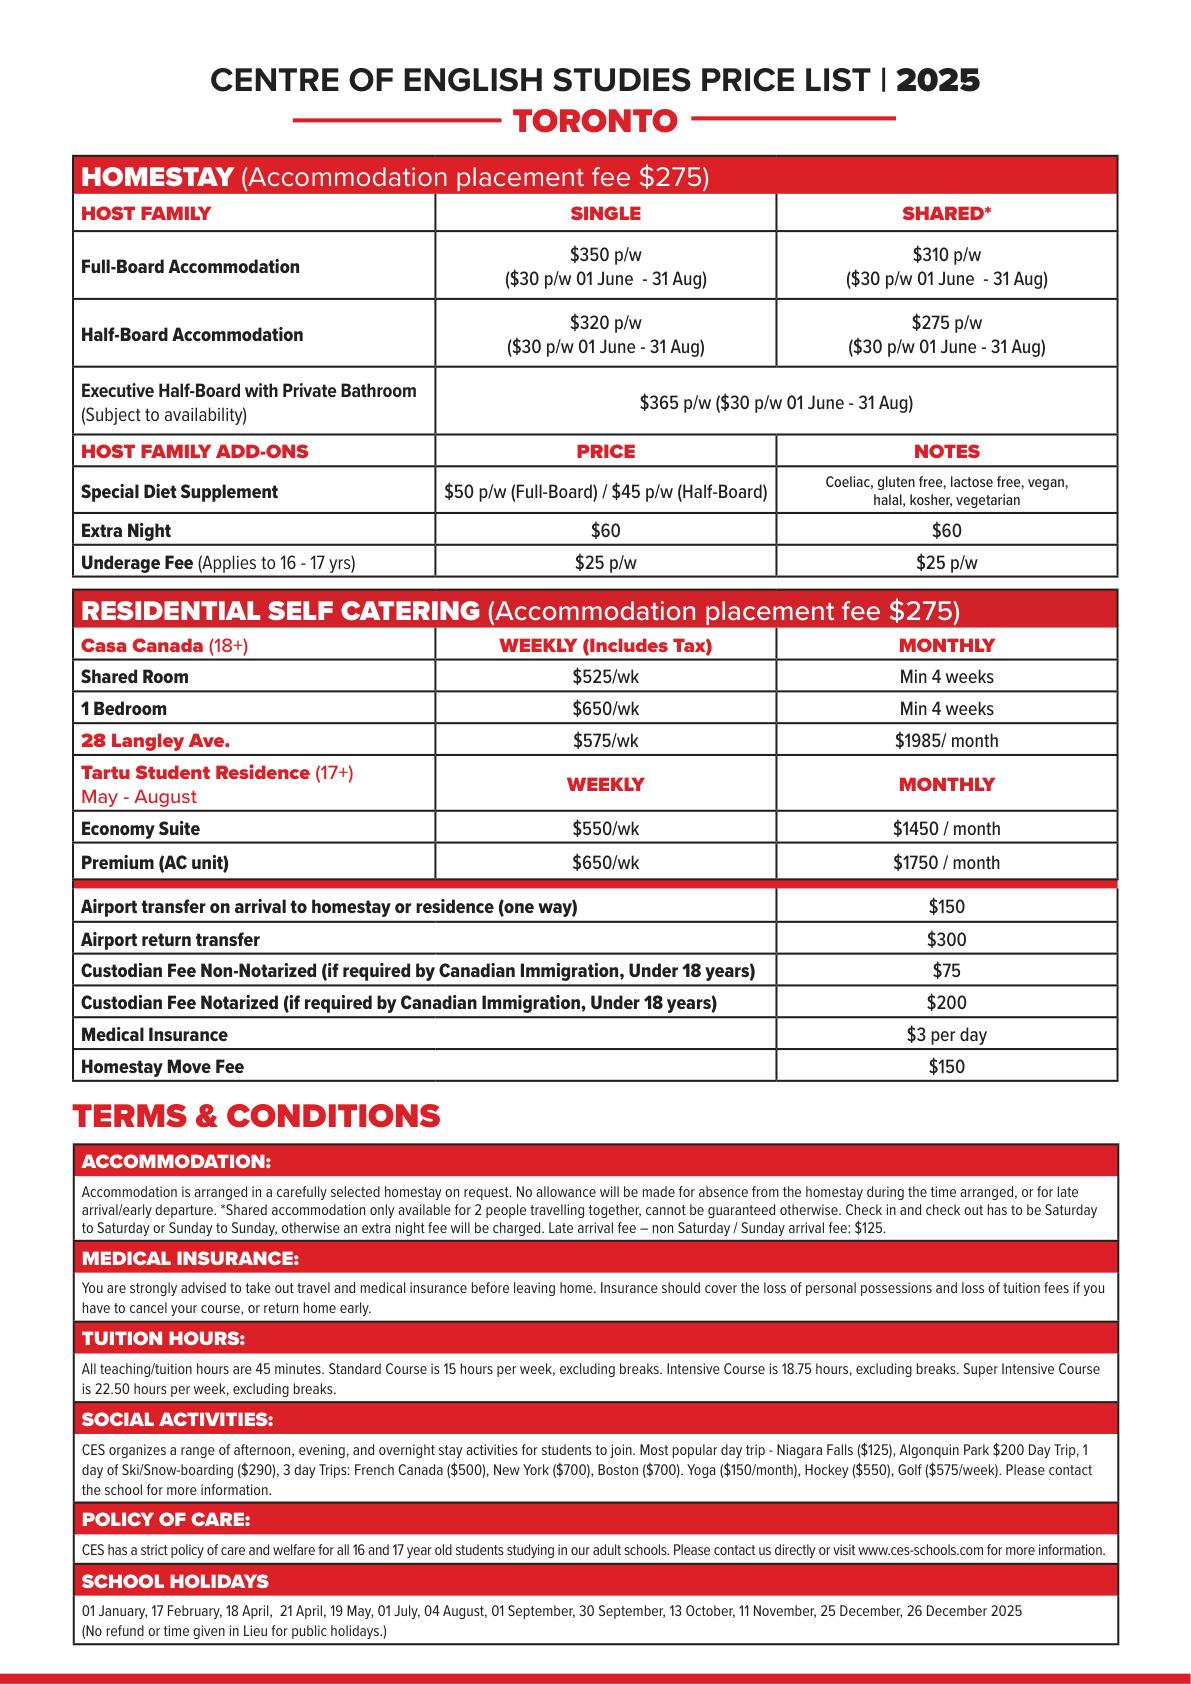 CENTRE OF ENGLISH STUDIES PRICE LIST | 2025
TORONTO
HOMESTAY (Accommodation placement fee $275)
HOST FAMILY SINGLE SHARED*
Full-Board Accommodation
$350 p/w
($30 p/w 01 June - 31 Aug)
$310 p/w
($30 p/w 01 June - 31 Aug)
Half-Board Accommodation
$320 p/w
($30 p/w 01 June - 31 Aug)
$275 p/w
($30 p/w 01 June - 31 Aug)
Executive Half-Board with Private Bathroom
(Subject to availability)
$365 p/w ($30 p/w 01 June - 31 Aug)
HOST FAMILY ADD-ONS PRICE NOTES
Special Diet Supplement $50 p/w (Full-Board) / $45 p/w (Half-Board)
Coeliac, gluten free, lactose free, vegan,
halal, kosher, vegetarian
Extra Night $60 $60
Underage Fee (Applies to 16 - 17 yrs) $25 p/w $25 p/w
RESIDENTIAL SELF CATERING (Accommodation placement fee $275)
Casa Canada (18+) WEEKLY (Includes Tax) MONTHLY
Shared Room $525/wk Min 4 weeks
1 Bedroom $650/wk Min 4 weeks
28 Langley Ave. $575/wk $1985/ month
Tartu Student Residence (17+)
May - August
WEEKLY MONTHLY
Economy Suite $550/wk $1450 / month
Premium (AC unit) $650/wk $1750 / month
Airport transfer on arrival to homestay or residence (one way) $150
Airport return transfer $300
Custodian Fee Non-Notarized (if required by Canadian Immigration, Under 18 years) $75
Custodian Fee Notarized (if required by Canadian Immigration, Under 18 years) $200
Medical Insurance $3 per day
Homestay Move Fee $150
TERMS & CONDITIONS
ACCOMMODATION:
Accommodation is arranged in a carefully selected homestay on request. No allowance will be made for absence from the homestay during the time arranged, or for late
arrival/early departure. *Shared accommodation only available for 2 people travelling together, cannot be guaranteed otherwise. Check in and check out has to be Saturday
to Saturday or Sunday to Sunday, otherwise an extra night fee will be charged. Late arrival fee – non Saturday / Sunday arrival fee: $125.
MEDICAL INSURANCE:
You are strongly advised to take out travel and medical insurance before leaving home. Insurance should cover the loss of personal possessions and loss of tuition fees if you
have to cancel your course, or return home early.
TUITION HOURS:
All teaching/tuition hours are 45 minutes. Standard Course is 15 hours per week, excluding breaks. Intensive Course is 18.75 hours, excluding breaks. Super Intensive Course
is 22.50 hours per week, excluding breaks.
SOCIAL ACTIVITIES:
CES organizes a range of afternoon, evening, and overnight stay activities for students to join. Most popular day trip - Niagara Falls ($125), Algonquin Park $200 Day Trip, 1
day of Ski/Snow-boarding ($290), 3 day Trips: French Canada ($500), New York ($700), Boston ($700). Yoga ($150/month), Hockey ($550), Golf ($575/week). Please contact
the school for more information.
POLICY OF CARE:
CES has a strict policy of care and welfare for all 16 and 17 year old students studying in our adult schools. Please contact us directly or visit www.ces-schools.com for more information.
SCHOOL HOLIDAYS
01 January, 17 February, 18 April, 21 April, 19 May, 01 July, 04 August, 01 September, 30 September, 13 October, 11 November, 25 December, 26 December 2025
(No refund or time given in Lieu for public holidays.)